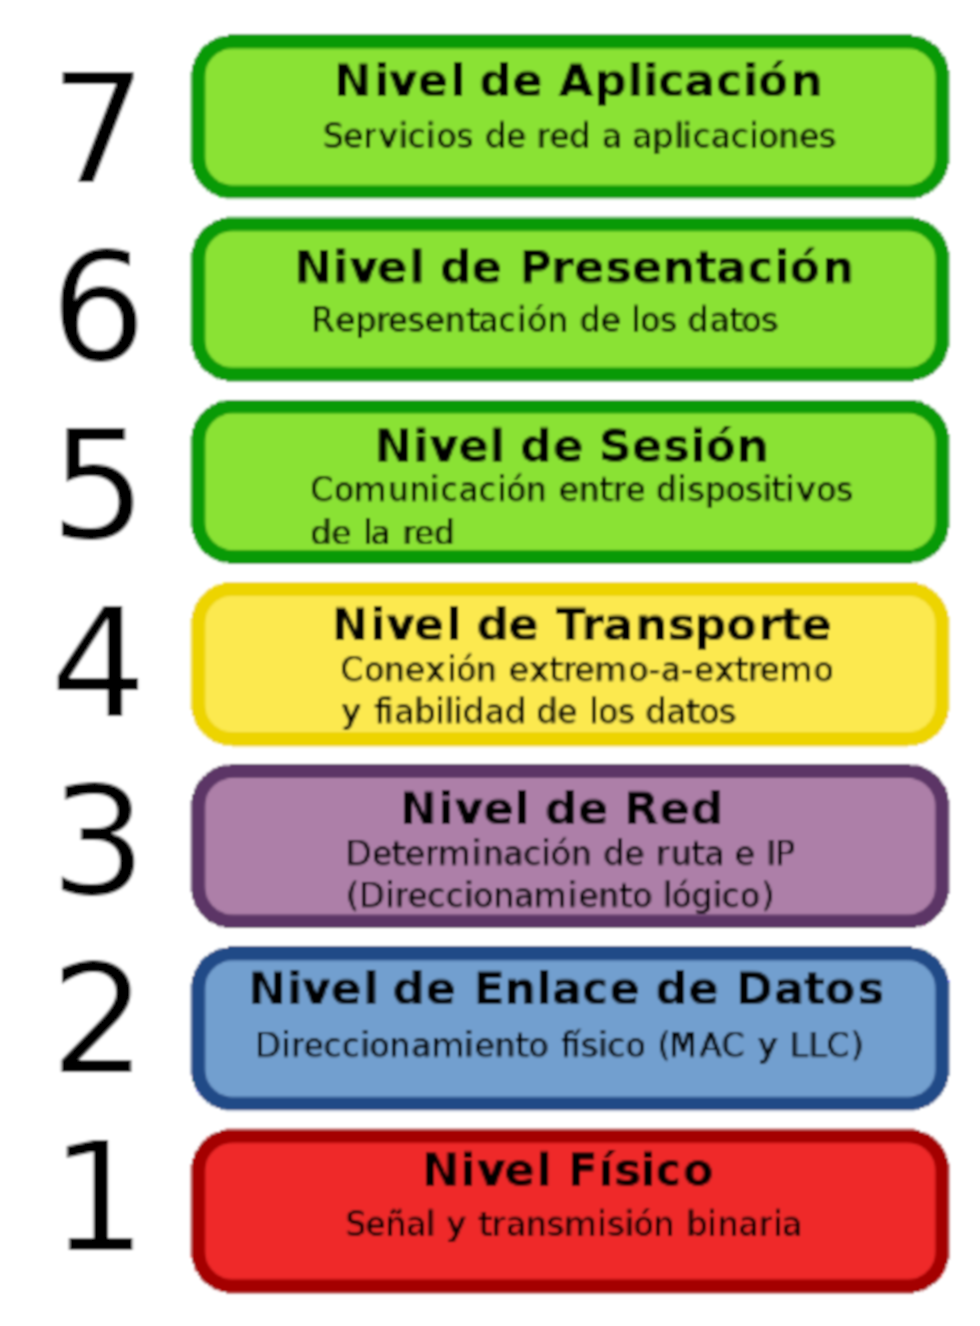 7
Nivel de Aplicación
Servicios de red a aplicaciones
6
Nivel de Presentación
Representación de los datos
5
Nivel de Sesión
Comunicación entre dispositivos
de la red
4
Nivel de Transporte
Conexión extremo-a-extremo
y fiabilidad de los datos
3
Nivel de Red
Determinación de ruta e IP
(Direccionamiento lógico)
2
Nivel de Enlace de Datos
Direccionamiento físico (MAC y LLC)
1
Nivel Físico
Señal y transmisión binaria